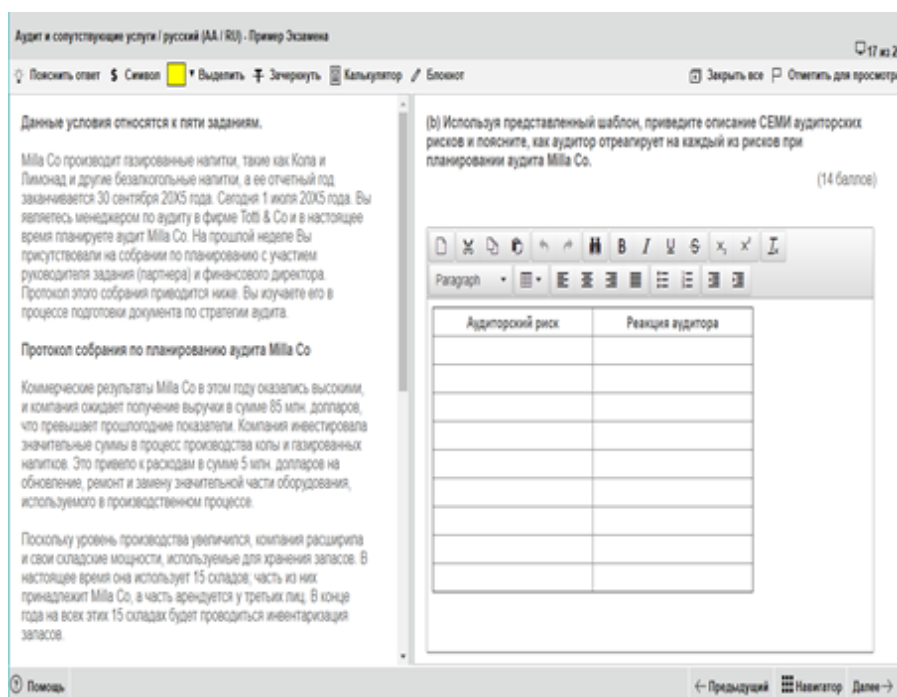 Аудит и сопутствующие услуги / русский (AA / RU) - Пример Экзамена
17 из 2
Пояснить ответ $ Символ Выделить Зачеркнуть Калькулятор Блокнот Закрыть все Отметить для просмотра
Данные условия относятся к пяти заданиям.
Milla Co производит газированные напитки, такие как Кола и
Лимонад и другие безалкогольные напитки, а ее отчетный год
заканчивается 30 сентября 20X5 года. Сегодня 1 июля 20X5 года. Вы
являетесь менеджером по аудиту в фирме Totti & Co и в настоящее
время планируете аудит Milla Co. На прошлой неделе Вы
присутствовали на собрании по планированию с участием
руководителя задания (партнера) и финансового директора.
Протокол этого собрания приводится ниже. Вы изучаете его в
процессе подготовки документа по стратегии аудита.
Протокол собрания по планированию аудита Milla Co
Коммерческие результаты Milla Co в этом году оказались высокими,
и компания ожидает получение выручки в сумме 85 млн. долларов,
что превышает прошлогодние показатели. Компания инвестировала
значительные суммы в процесс производства колы и газированных
напитков. Это привело к расходам в сумме 5 млн. долларов на
обновление, ремонт и замену значительной части оборудования,
используемого в производственном процессе.
Поскольку уровень производства увеличился, компания расширила
и свои складские мощности, используемые для хранения запасов. В
настоящее время она использует 15 складов; часть из них
принадлежит Milla Co, а часть арендуется у третьих лиц. В конце
года на всех этих 15 складах будет проводиться инвентаризация
запасов.
(b) Используя представленный шаблон, приведите описание СЕМИ аудиторских
рисков и поясните, как аудитор отреагирует на каждый из рисков при
планировании аудита Milla Co.
(14 баллов)
B I U S x, x²
Paragraph
Аудиторский риск Реакция аудитора
Помощь Предыдущий Навигатор Далее